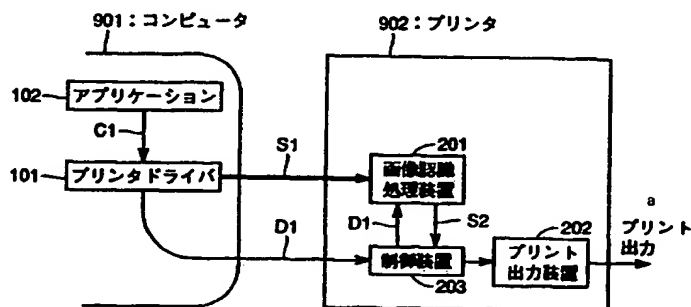 901：コンピュータ
902：プリンタ
102
アプリケーション
C1
101
プリンタドライバ
S1
201
画像認識
処理装置
D1
S2
D1
制御装置
203
202
プリント
出力装置
a
プリント
出力